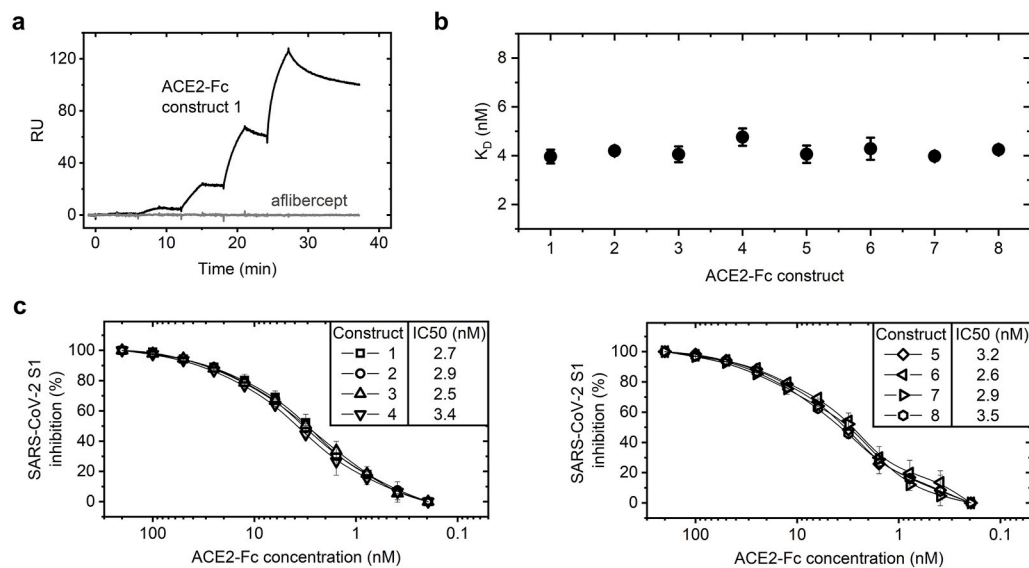 a
120
80
40
0
RU
ACE2-Fc
construct 1
aflibercept
0 10 20 30 40
Time (min)
b
8
6
4
2
K_D (nM)
1 2 3 4 5 6 7 8
ACE2-Fc construct
c
100
80
60
40
20
0
SARS-CoV-2 S1
inhibition (%)
Construct IC50 (nM)
1 2.7
2 2.9
3 2.5
4 3.4
100 10 1 0.1
ACE2-Fc concentration (nM)
100
80
60
40
20
0
SARS-CoV-2 S1
inhibition (%)
Construct IC50 (nM)
5 3.2
6 2.6
7 2.9
8 3.5
100 10 1 0.1
ACE2-Fc concentration (nM)